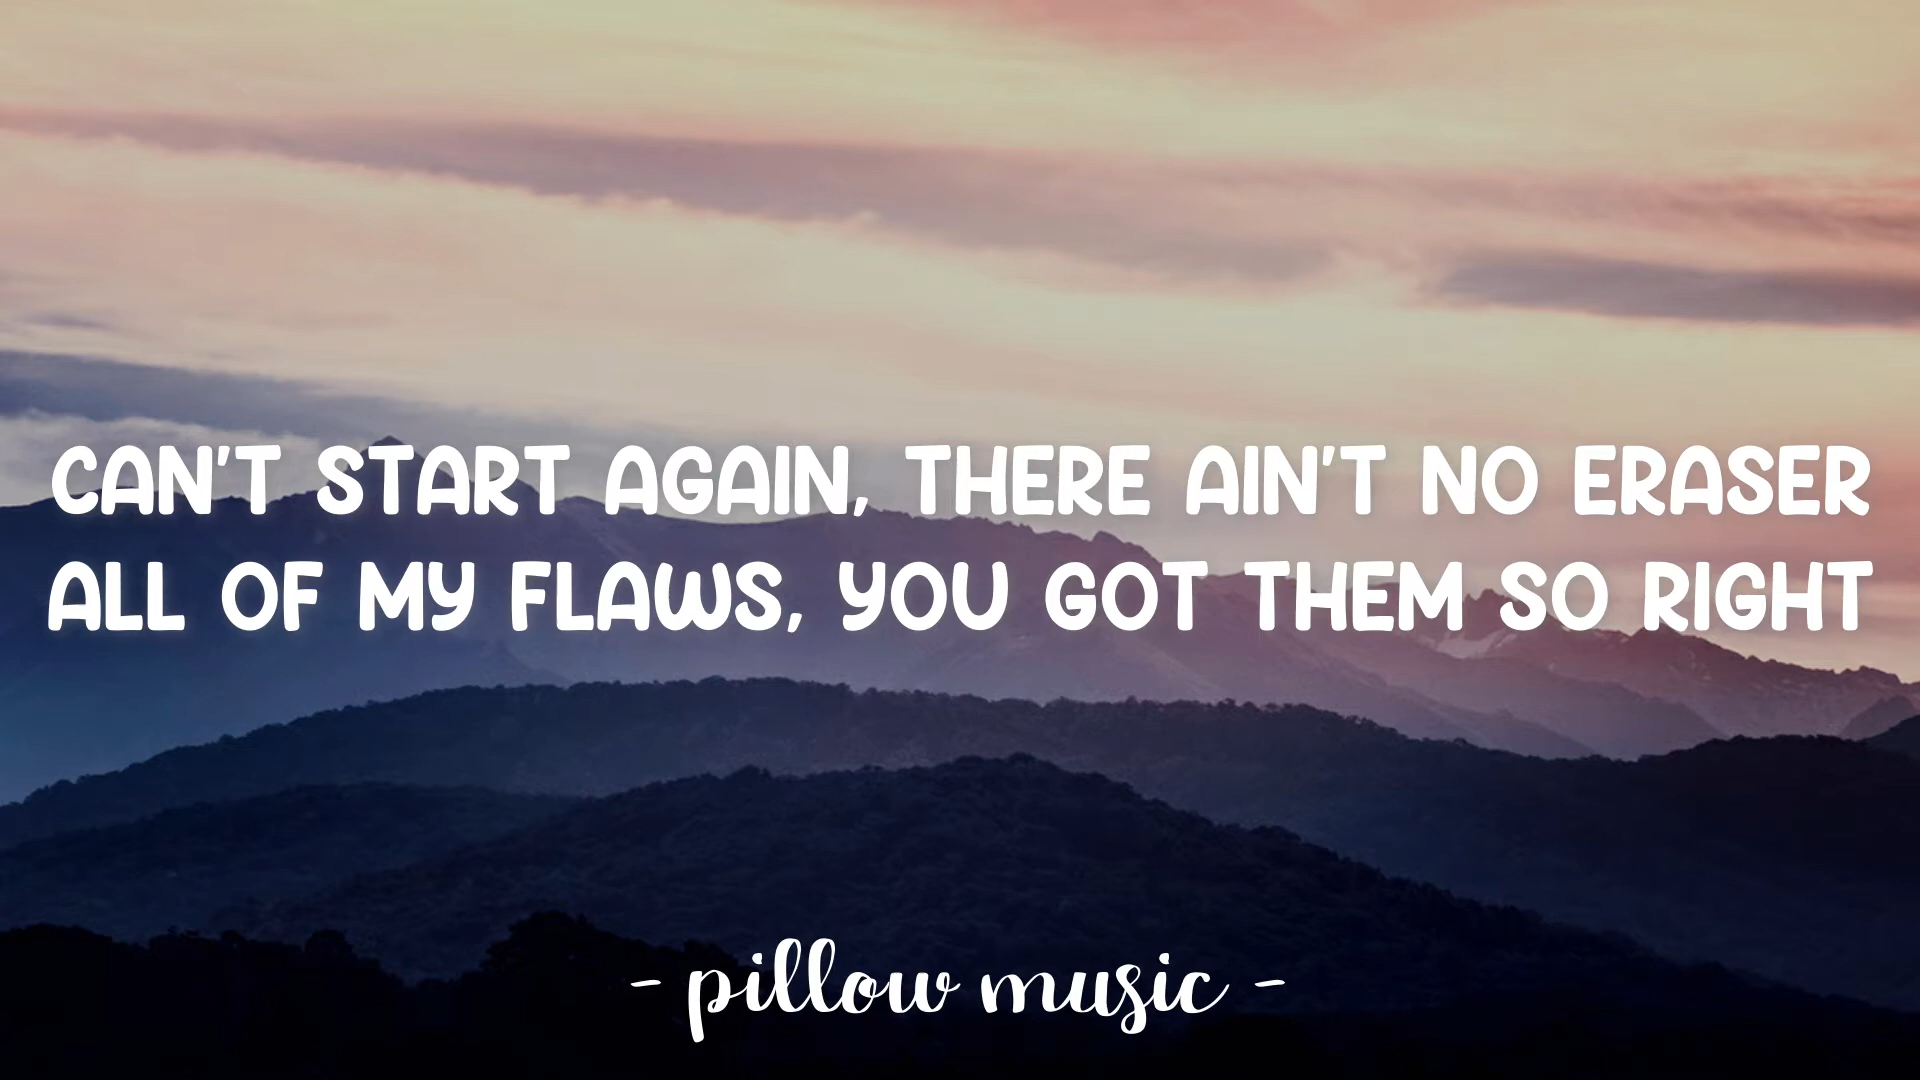 CAN'T START AGAIN, THERE AIN'T NO ERASER
ALL OF MY FLAWS, YOU GOT THEM SO RIGHT
- pillow music -